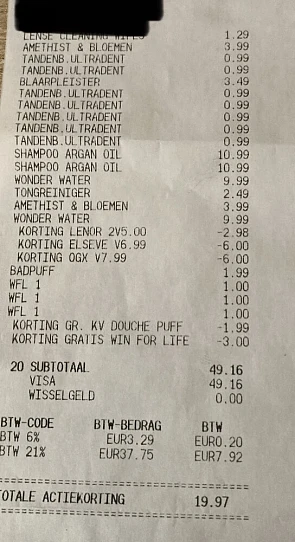 LENSE CLEANING WIPES 1.29
AMETHIST & BLOEMEN 3.99
TANDENB.ULTRADENT 0.99
TANDENB.ULTRADENT 0.99
BLAARPLEISTER 3.49
TANDENB.ULTRADENT 0.99
TANDENB.ULTRADENT 0.99
TANDENB.ULTRADENT 0.99
TANDENB.ULTRADENT 0.99
TANDENB.ULTRADENT 0.99
SHAMPOO ARGAN OIL 10.99
SHAMPOO ARGAN OIL 10.99
WONDER WATER 9.99
TONGREINIGER 2.49
AMETHIST & BLOEMEN 3.99
WONDER WATER 9.99
KORTING LENOR 2V5.00 -2.98
KORTING ELSEVE V6.99 -6.00
KORTING OGX V7.99 -6.00
BADPUFF 1.99
WFL 1 1.00
WFL 1 1.00
WFL 1 1.00
KORTING GR. KV DOUCHE PUFF -1.99
KORTING GRATIS WIN FOR LIFE -3.00
20 SUBTOTAAL 49.16
VISA 49.16
WISSELGELD 0.00
BTW-CODE BTW-BEDRAG BTW
BTW 6% EUR3.29 EUR0.20
BTW 21% EUR37.75 EUR7.92
TOTALE ACTIEKORTING 19.97